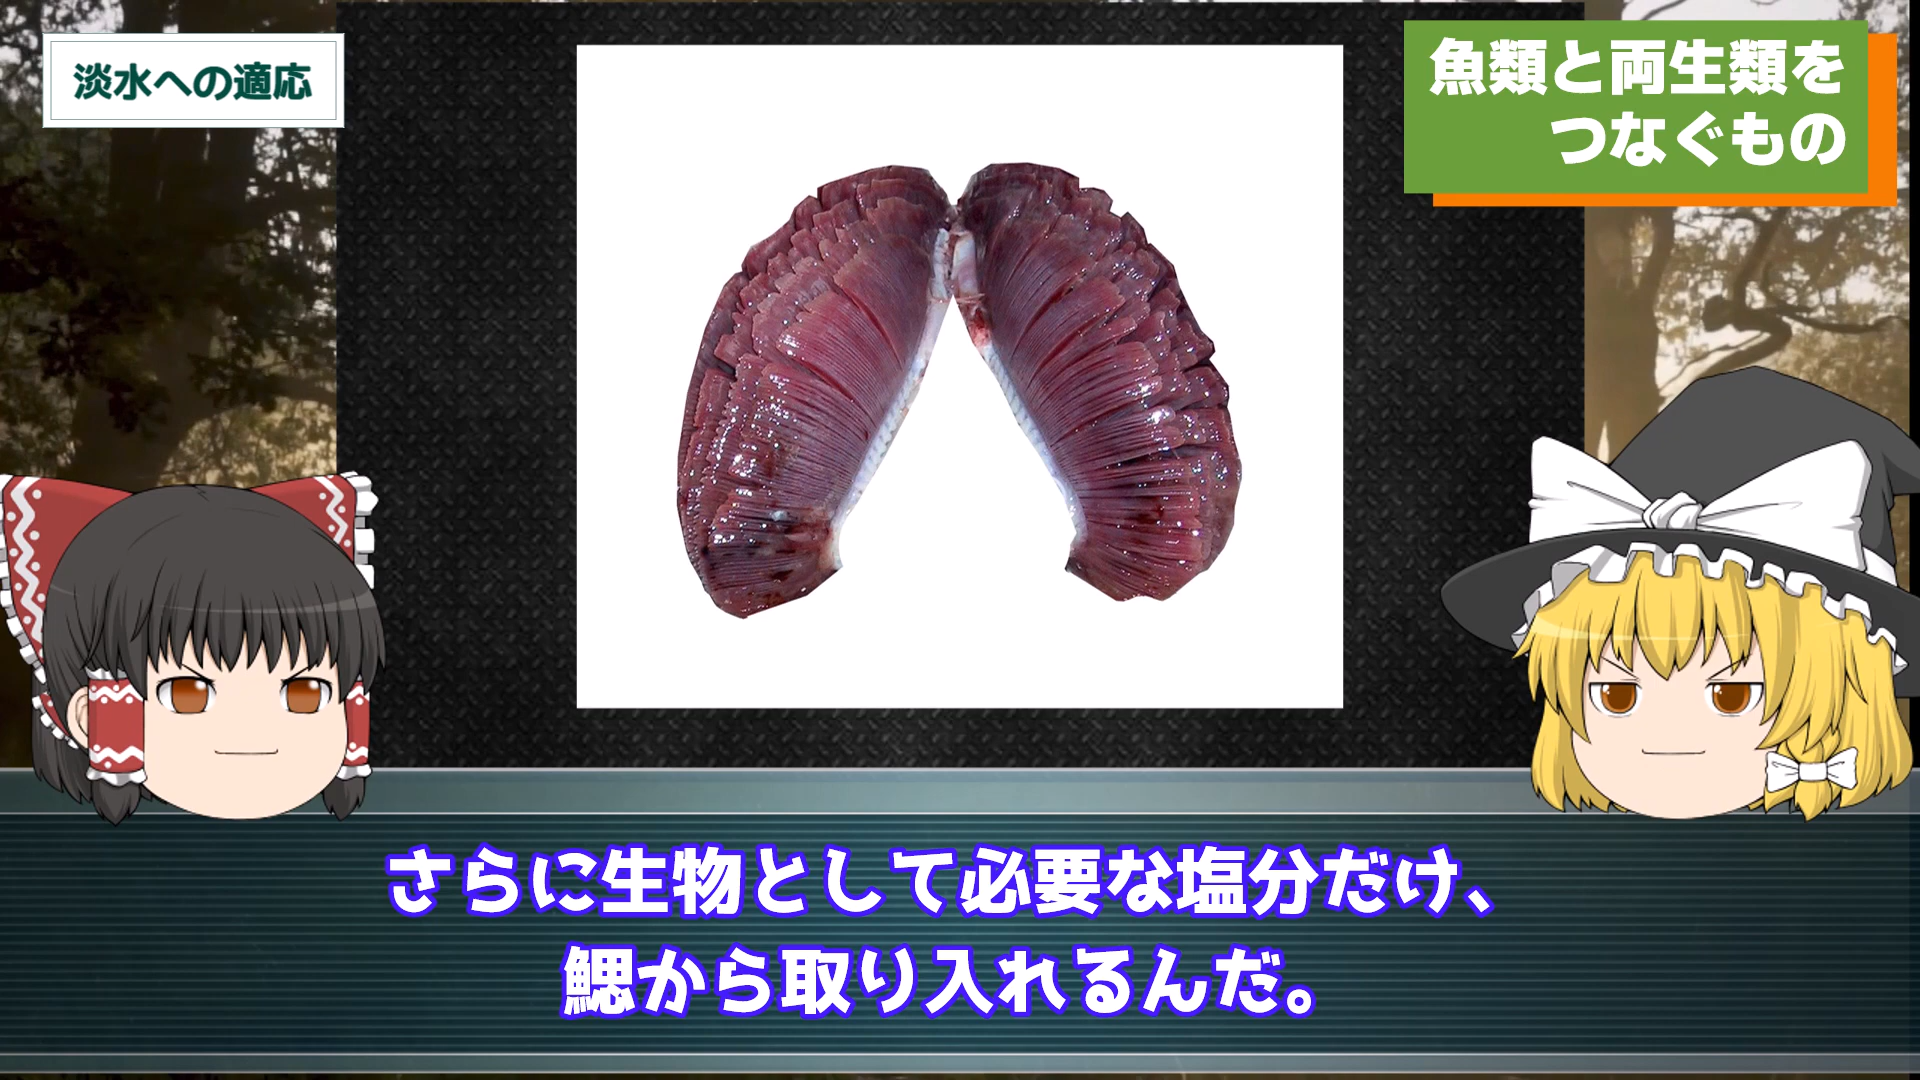 淡水への適応
魚類と両生類を
つなぐもの
さらに生物として必要な塩分だけ、
鰓から取り入れるんだ。